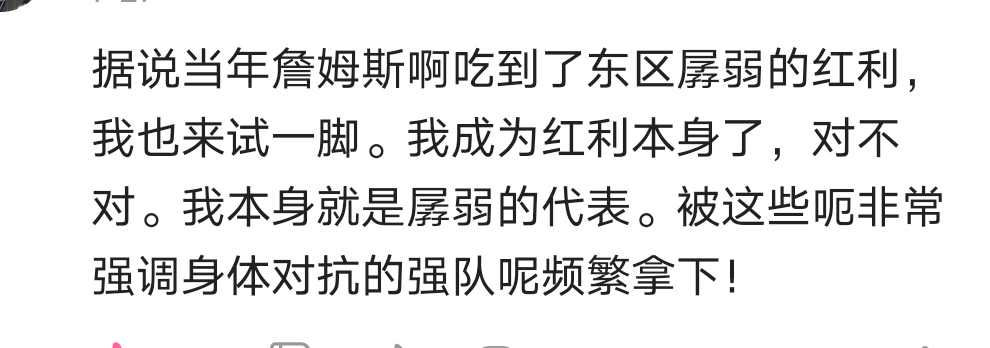 据说当年詹姆斯啊吃到了东区孱弱的红利，
我也来试一脚。我成为红利本身了，对不
对。我本身就是孱弱的代表。被这些呃非常
强调身体对抗的强队呢频繁拿下！